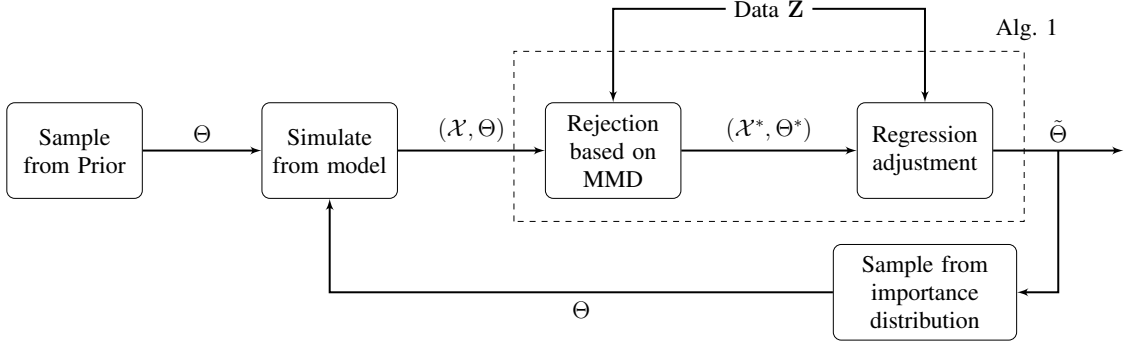 Data Z
Alg. 1
Sample
from Prior
Θ
Simulate
from model
(𝒳, Θ)
Rejection
based on
MMD
(𝒳*, Θ*)
Regression
adjustment
Θ̃
Sample from
importance
distribution
Θ